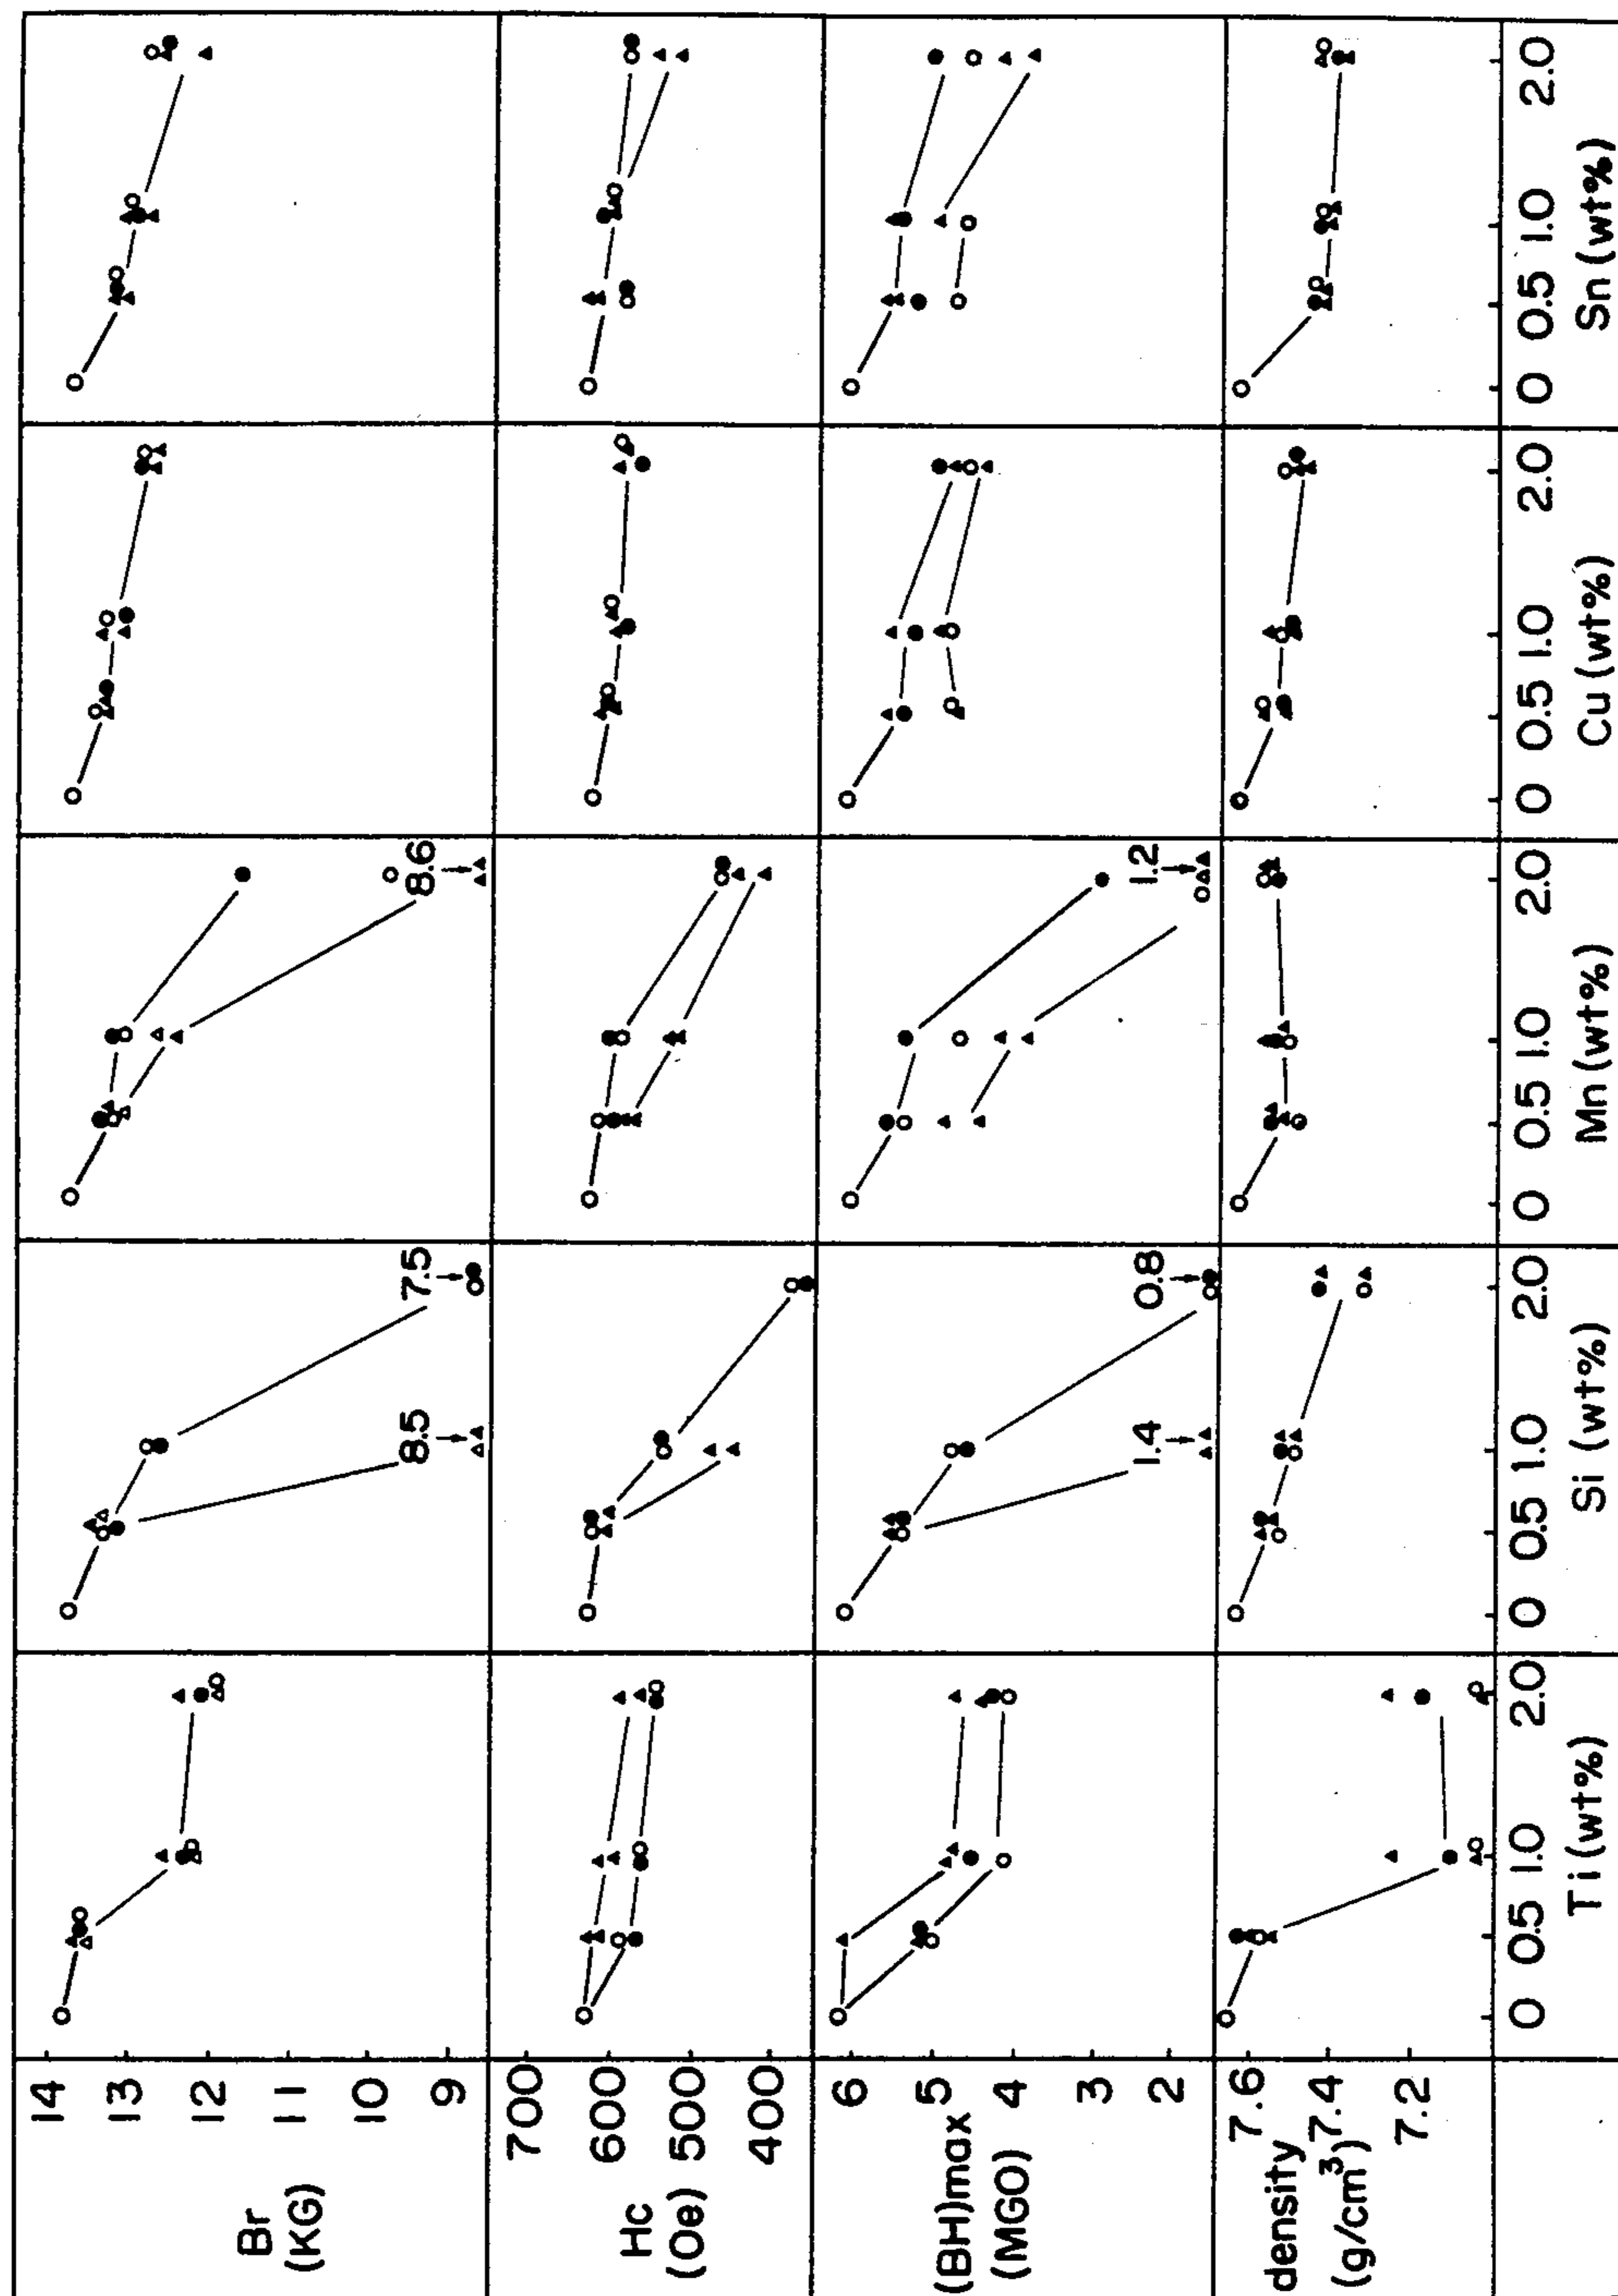 Br
(KG)
14
13
12
11
10
9
8.5
7.5
8.6
Hc
(Oe)
700
600
500
400
(BH)max
(MGO)
6
5
4
3
2
1.4
0.8
1.2
density
(g/cm³)
7.6
7.4
7.2
0 0.5 1.0 2.0
Ti (wt%)
0 0.5 1.0 2.0
Si (wt%)
0 0.5 1.0 2.0
Mn (wt%)
0 0.5 1.0 2.0
Cu (wt%)
0 0.5 1.0 2.0
Sn (wt%)